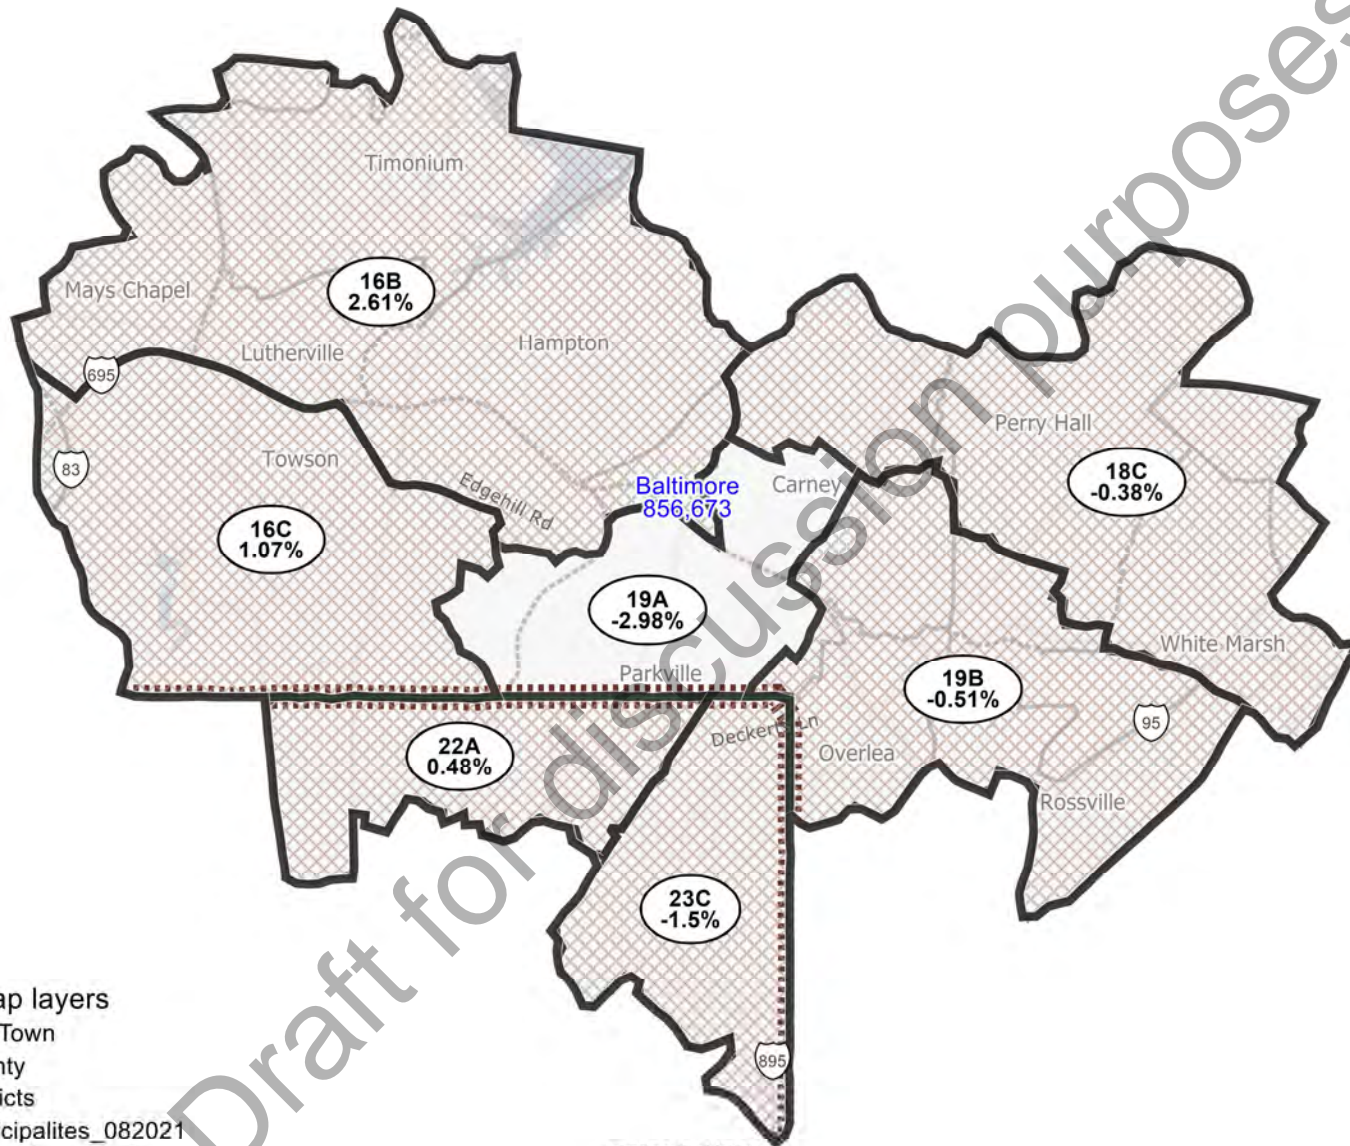 Timonium
Mays Chapel
16B
2.61%
Lutherville
Hampton
695
Perry Hall
83
Towson
Edgehill Rd
Baltimore
856,673
Carney
18C
-0.38%
16C
1.07%
19A
-2.98%
Parkville
White Marsh
19B
-0.51%
22A
0.48%
Overlea
95
Rossville
23C
-1.5%
895
ap layers
Town
nty
icts
cipalites_082021
Draft for discussion purposes